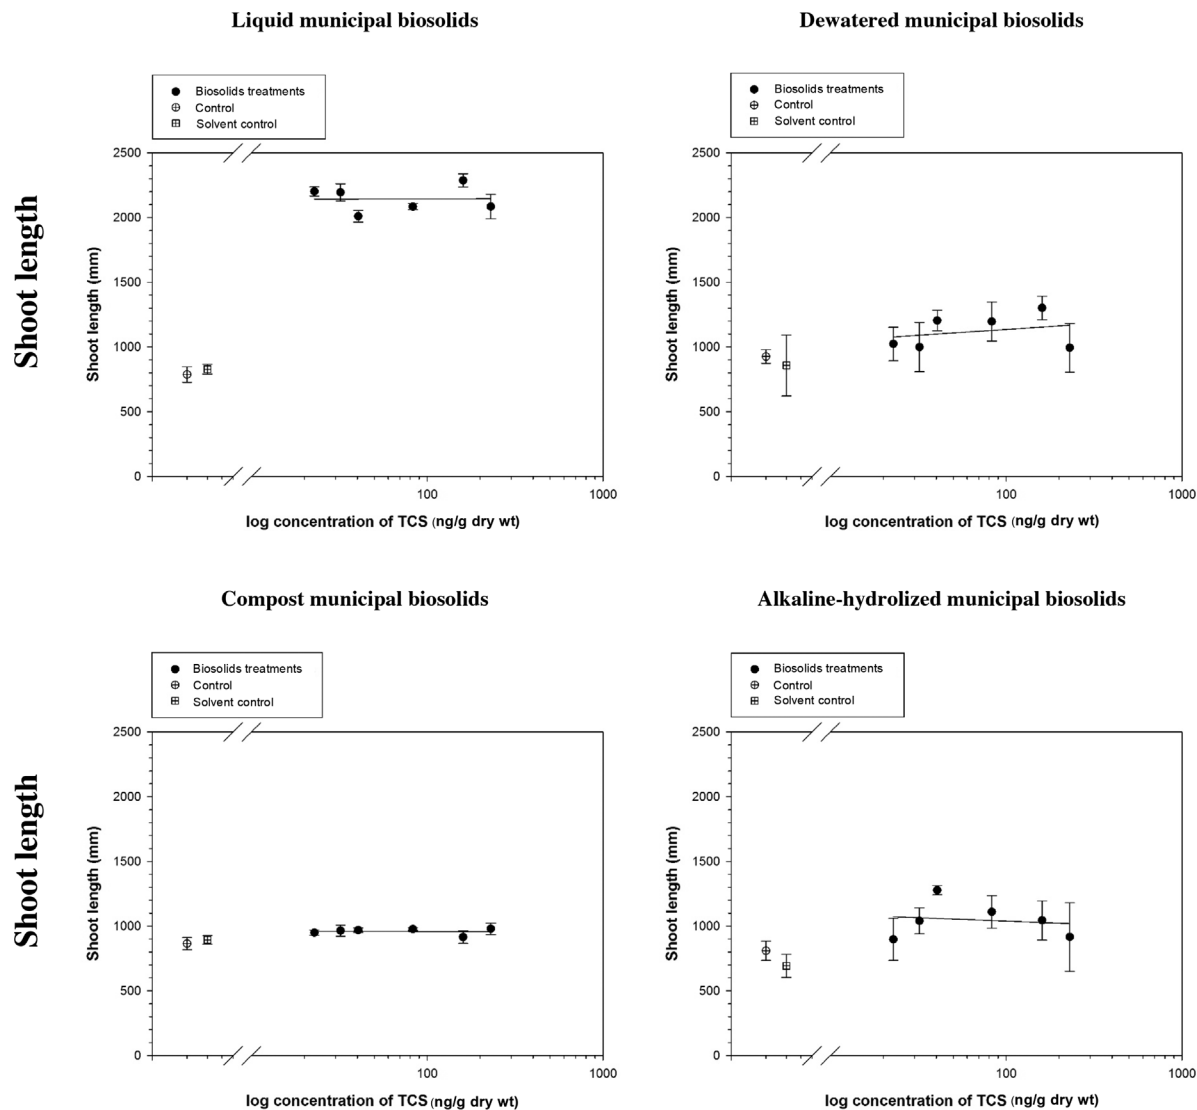 Liquid municipal biosolids
Biosolids treatments
Control
Solvent control
Shoot length
Shoot length (mm)
2500
2000
1500
1000
500
0
100
1000
log concentration of TCS (ng/g dry wt)
Dewatered municipal biosolids
Biosolids treatments
Control
Solvent control
Shoot length (mm)
2500
2000
1500
1000
500
0
100
1000
log concentration of TCS (ng/g dry wt)
Compost municipal biosolids
Biosolids treatments
Control
Solvent control
Shoot length
Shoot length (mm)
2500
2000
1500
1000
500
0
100
1000
log concentration of TCS (ng/g dry wt)
Alkaline-hydrolized municipal biosolids
Biosolids treatments
Control
Solvent control
Shoot length (mm)
2500
2000
1500
1000
500
0
100
1000
log concentration of TCS (ng/g dry wt)